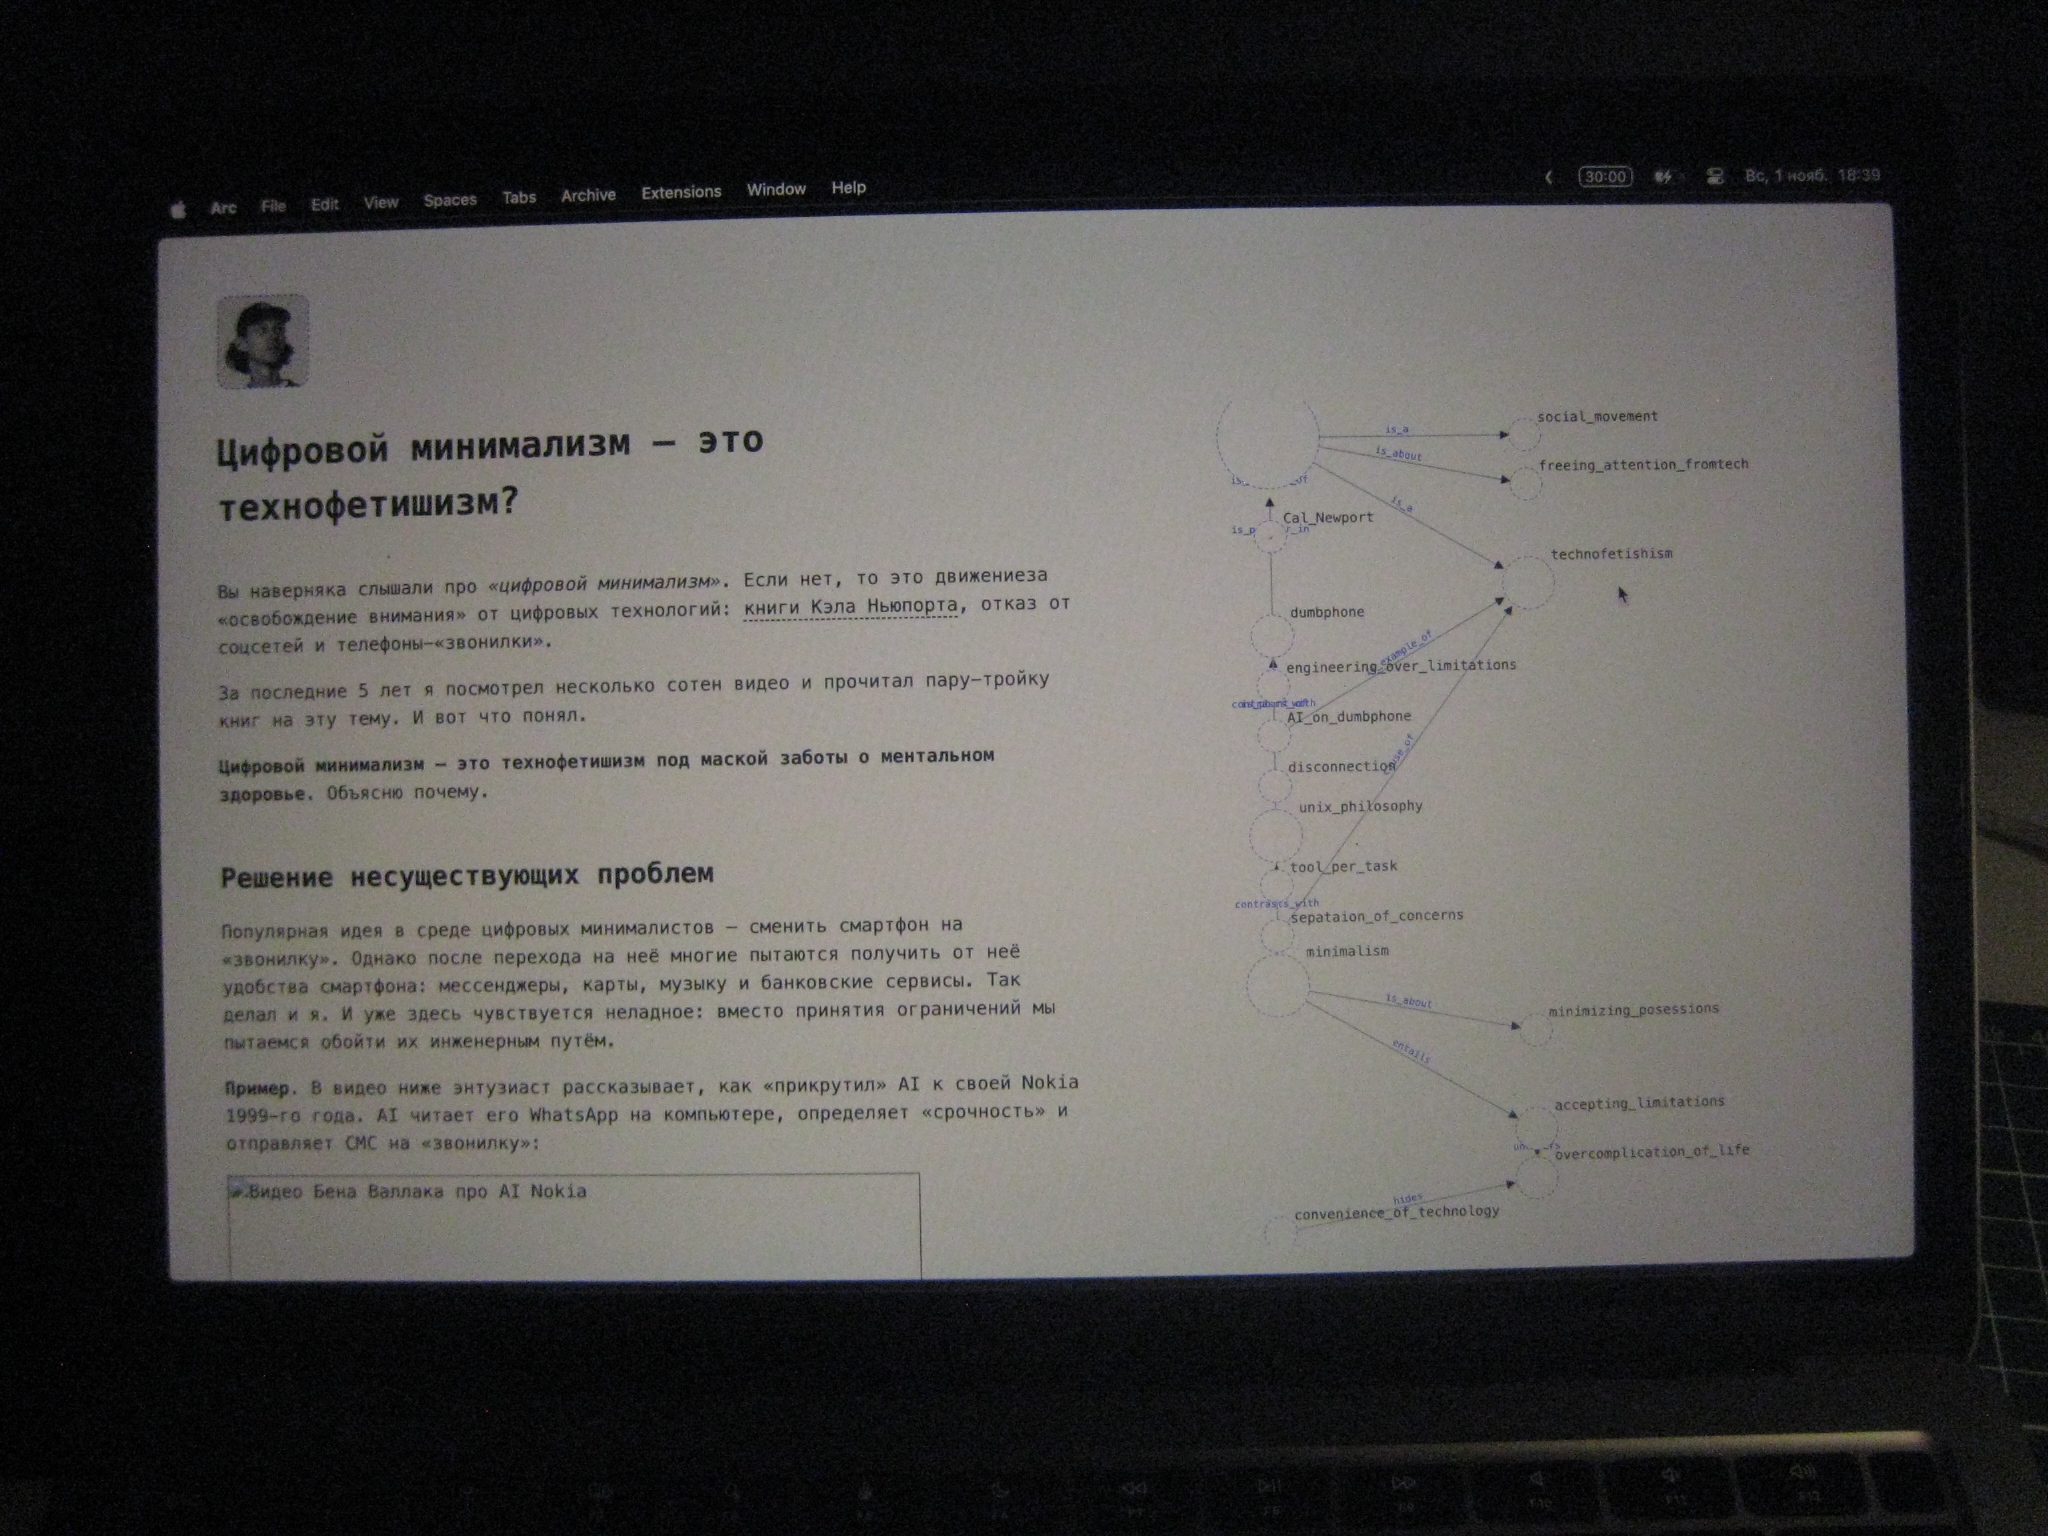 Arc File Edit View Spaces Tabs Archive Extensions Window Help
30:00 Вс, 1 нояб. 18:39
Цифровой минимализм — это
технофетишизм?
Вы наверняка слышали про «цифровой минимализм». Если нет, то это движениеза
«освобождение внимания» от цифровых технологий: книги Кэла Ньюпорта, отказ от
соцсетей и телефоны-«звонилки».
За последние 5 лет я посмотрел несколько сотен видео и прочитал пару-тройку
книг на эту тему. И вот что понял.
Цифровой минимализм — это технофетишизм под маской заботы о ментальном
здоровье. Объясню почему.
Решение несуществующих проблем
Популярная идея в среде цифровых минималистов — сменить смартфон на
«звонилку». Однако после перехода на неё многие пытаются получить от неё
удобства смартфона: мессенджеры, карты, музыку и банковские сервисы. Так
делал и я. И уже здесь чувствуется неладное: вместо принятия ограничений мы
пытаемся обойти их инженерным путём.
Пример. В видео ниже энтузиаст рассказывает, как «прикрутил» AI к своей Nokia
1999-го года. AI читает его WhatsApp на компьютере, определяет «срочность» и
отправляет СМС на «звонилку»:
Видео Бена Валлака про AI Nokia
social_movement
is_a
is_about
freeing_attention_fromtech
is_a
Cal_Newport
technofetishism
dumbphone
example_of
engineering_over_limitations
AI_on_dumbphone
disconnection
unix_philosophy
tool_per_task
contrasts_with
sepataion_of_concerns
minimalism
is_about
minimizing_posessions
entails
accepting_limitations
overcomplication_of_life
hides
convenience_of_technology
F7 F8 F9 F10 F11 F12